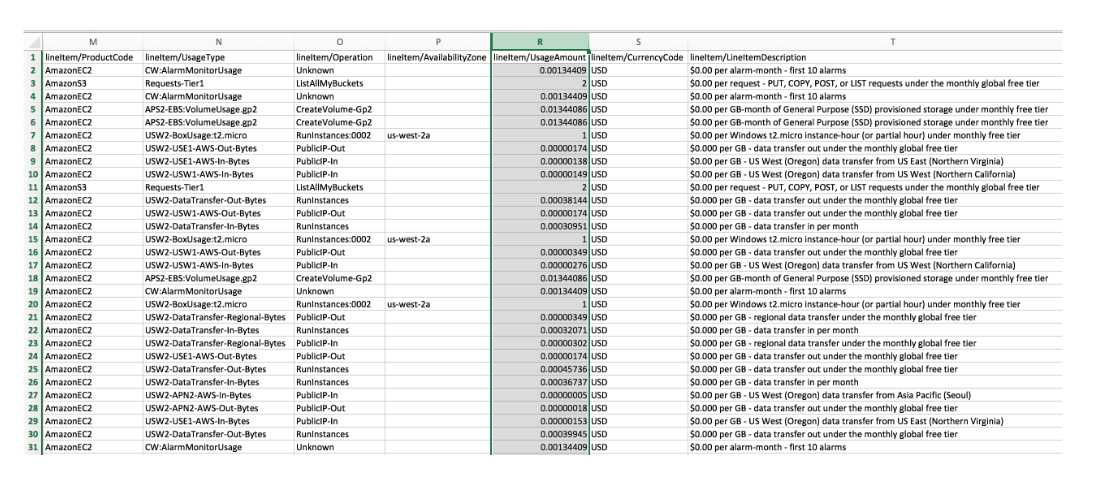 M N O P R S T
1 lineItem/ProductCode lineItem/UsageType lineItem/Operation lineItem/AvailabilityZone lineItem/UsageAmount lineItem/CurrencyCode lineItem/LineItemDescription
2 AmazonEC2 CW:AlarmMonitorUsage Unknown 0.00134409 USD $0.00 per alarm-month - first 10 alarms
3 AmazonS3 Requests-Tier1 ListAllMyBuckets 2 USD $0.00 per request - PUT, COPY, POST, or LIST requests under the monthly global free tier
4 AmazonEC2 CW:AlarmMonitorUsage Unknown 0.00134409 USD $0.00 per alarm-month - first 10 alarms
5 AmazonEC2 APS2-EBS:VolumeUsage.gp2 CreateVolume-Gp2 0.01344086 USD $0.00 per GB-month of General Purpose (SSD) provisioned storage under monthly free tier
6 AmazonEC2 APS2-EBS:VolumeUsage.gp2 CreateVolume-Gp2 0.01344086 USD $0.00 per GB-month of General Purpose (SSD) provisioned storage under monthly free tier
7 AmazonEC2 USW2-BoxUsage:t2.micro RunInstances:0002 us-west-2a 1 USD $0.00 per Windows t2.micro instance-hour (or partial hour) under monthly free tier
8 AmazonEC2 USW2-USE1-AWS-Out-Bytes PublicIP-Out 0.00000174 USD $0.000 per GB - data transfer out under the monthly global free tier
9 AmazonEC2 USW2-USE1-AWS-In-Bytes PublicIP-In 0.00000138 USD $0.00 per GB - US West (Oregon) data transfer from US East (Northern Virginia)
10 AmazonEC2 USW2-USW1-AWS-In-Bytes PublicIP-In 0.00000149 USD $0.00 per GB - US West (Oregon) data transfer from US West (Northern California)
11 AmazonS3 Requests-Tier1 ListAllMyBuckets 2 USD $0.00 per request - PUT, COPY, POST, or LIST requests under the monthly global free tier
12 AmazonEC2 USW2-DataTransfer-Out-Bytes RunInstances 0.00038144 USD $0.000 per GB - data transfer out under the monthly global free tier
13 AmazonEC2 USW2-USW1-AWS-Out-Bytes PublicIP-Out 0.00000174 USD $0.000 per GB - data transfer out under the monthly global free tier
14 AmazonEC2 USW2-DataTransfer-In-Bytes RunInstances 0.00030951 USD $0.000 per GB - data transfer in per month
15 AmazonEC2 USW2-BoxUsage:t2.micro RunInstances:0002 us-west-2a 1 USD $0.00 per Windows t2.micro instance-hour (or partial hour) under monthly free tier
16 AmazonEC2 USW2-USW1-AWS-Out-Bytes PublicIP-Out 0.00000349 USD $0.000 per GB - data transfer out under the monthly global free tier
17 AmazonEC2 USW2-USW1-AWS-In-Bytes PublicIP-In 0.00000276 USD $0.00 per GB - US West (Oregon) data transfer from US West (Northern California)
18 AmazonEC2 APS2-EBS:VolumeUsage.gp2 CreateVolume-Gp2 0.01344086 USD $0.00 per GB-month of General Purpose (SSD) provisioned storage under monthly free tier
19 AmazonEC2 CW:AlarmMonitorUsage Unknown 0.00134409 USD $0.00 per alarm-month - first 10 alarms
20 AmazonEC2 USW2-BoxUsage:t2.micro RunInstances:0002 us-west-2a 1 USD $0.00 per Windows t2.micro instance-hour (or partial hour) under monthly free tier
21 AmazonEC2 USW2-DataTransfer-Regional-Bytes PublicIP-Out 0.00000349 USD $0.000 per GB - regional data transfer under the monthly global free tier
22 AmazonEC2 USW2-DataTransfer-In-Bytes RunInstances 0.00032071 USD $0.000 per GB - data transfer in per month
23 AmazonEC2 USW2-DataTransfer-Regional-Bytes PublicIP-In 0.00000302 USD $0.000 per GB - regional data transfer under the monthly global free tier
24 AmazonEC2 USW2-USE1-AWS-Out-Bytes PublicIP-Out 0.00000174 USD $0.000 per GB - data transfer out under the monthly global free tier
25 AmazonEC2 USW2-DataTransfer-Out-Bytes RunInstances 0.00045736 USD $0.000 per GB - data transfer out under the monthly global free tier
26 AmazonEC2 USW2-DataTransfer-In-Bytes RunInstances 0.00036737 USD $0.000 per GB - data transfer in per month
27 AmazonEC2 USW2-APN2-AWS-In-Bytes PublicIP-In 0.00000005 USD $0.00 per GB - US West (Oregon) data transfer from Asia Pacific (Seoul)
28 AmazonEC2 USW2-APN2-AWS-Out-Bytes PublicIP-Out 0.00000018 USD $0.000 per GB - data transfer out under the monthly global free tier
29 AmazonEC2 USW2-USE1-AWS-In-Bytes PublicIP-In 0.00000153 USD $0.00 per GB - US West (Oregon) data transfer from US East (Northern Virginia)
30 AmazonEC2 USW2-DataTransfer-Out-Bytes RunInstances 0.00039945 USD $0.000 per GB - data transfer out under the monthly global free tier
31 AmazonEC2 CW:AlarmMonitorUsage Unknown 0.00134409 USD $0.00 per alarm-month - first 10 alarms